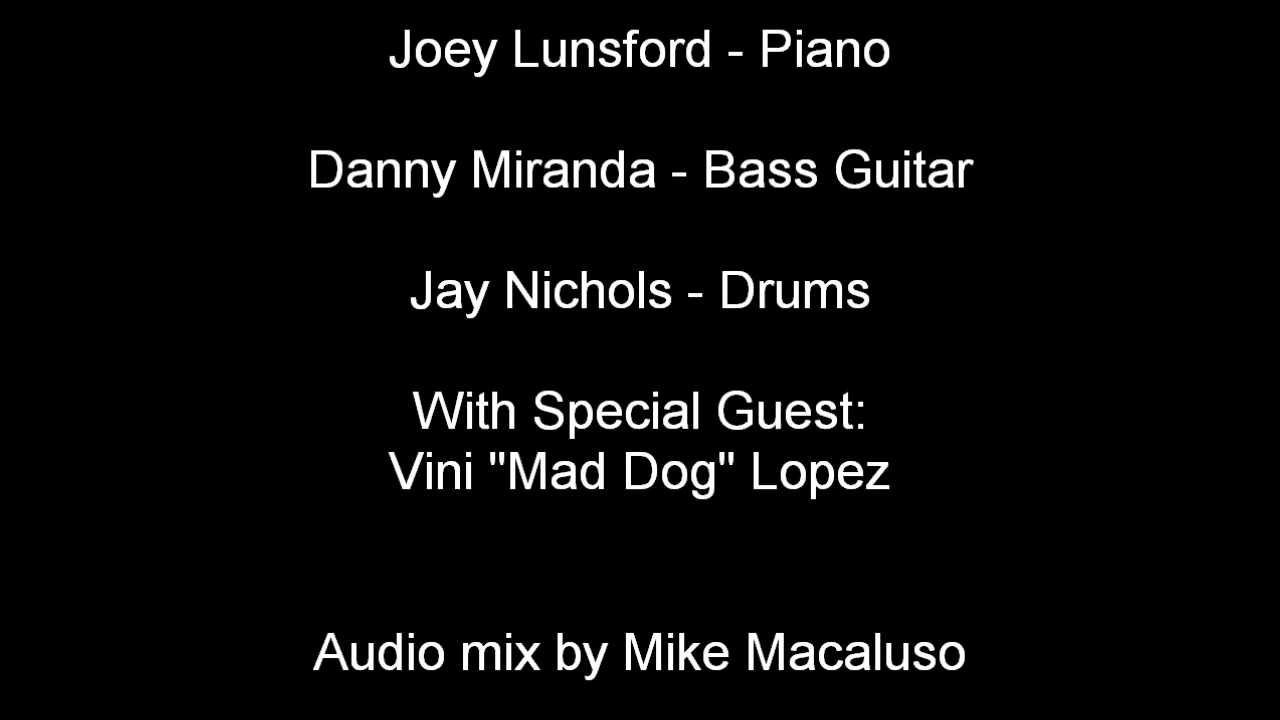 Joey Lunsford - Piano
Danny Miranda - Bass Guitar
Jay Nichols - Drums
With Special Guest:
Vini "Mad Dog" Lopez
Audio mix by Mike Macaluso